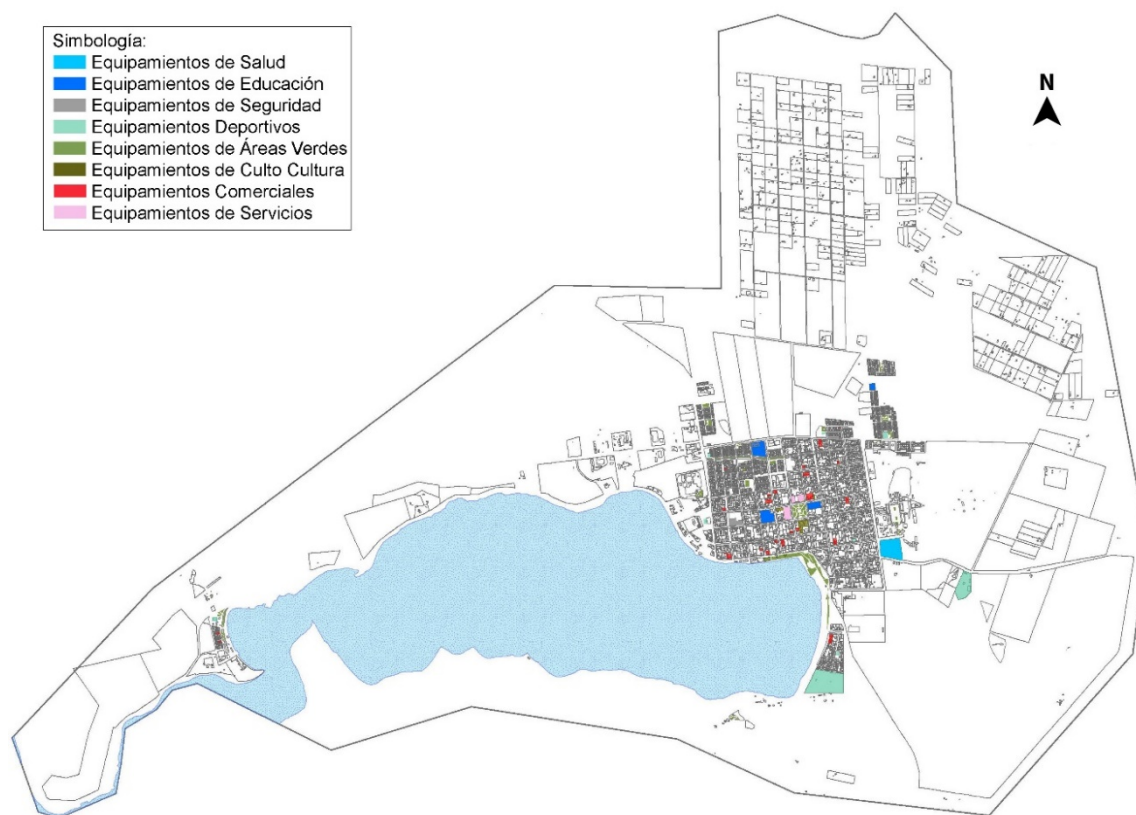 Simbología:
Equipamientos de Salud
Equipamientos de Educación
Equipamientos de Seguridad
Equipamientos Deportivos
Equipamientos de Áreas Verdes
Equipamientos de Culto Cultura
Equipamientos Comerciales
Equipamientos de Servicios
N